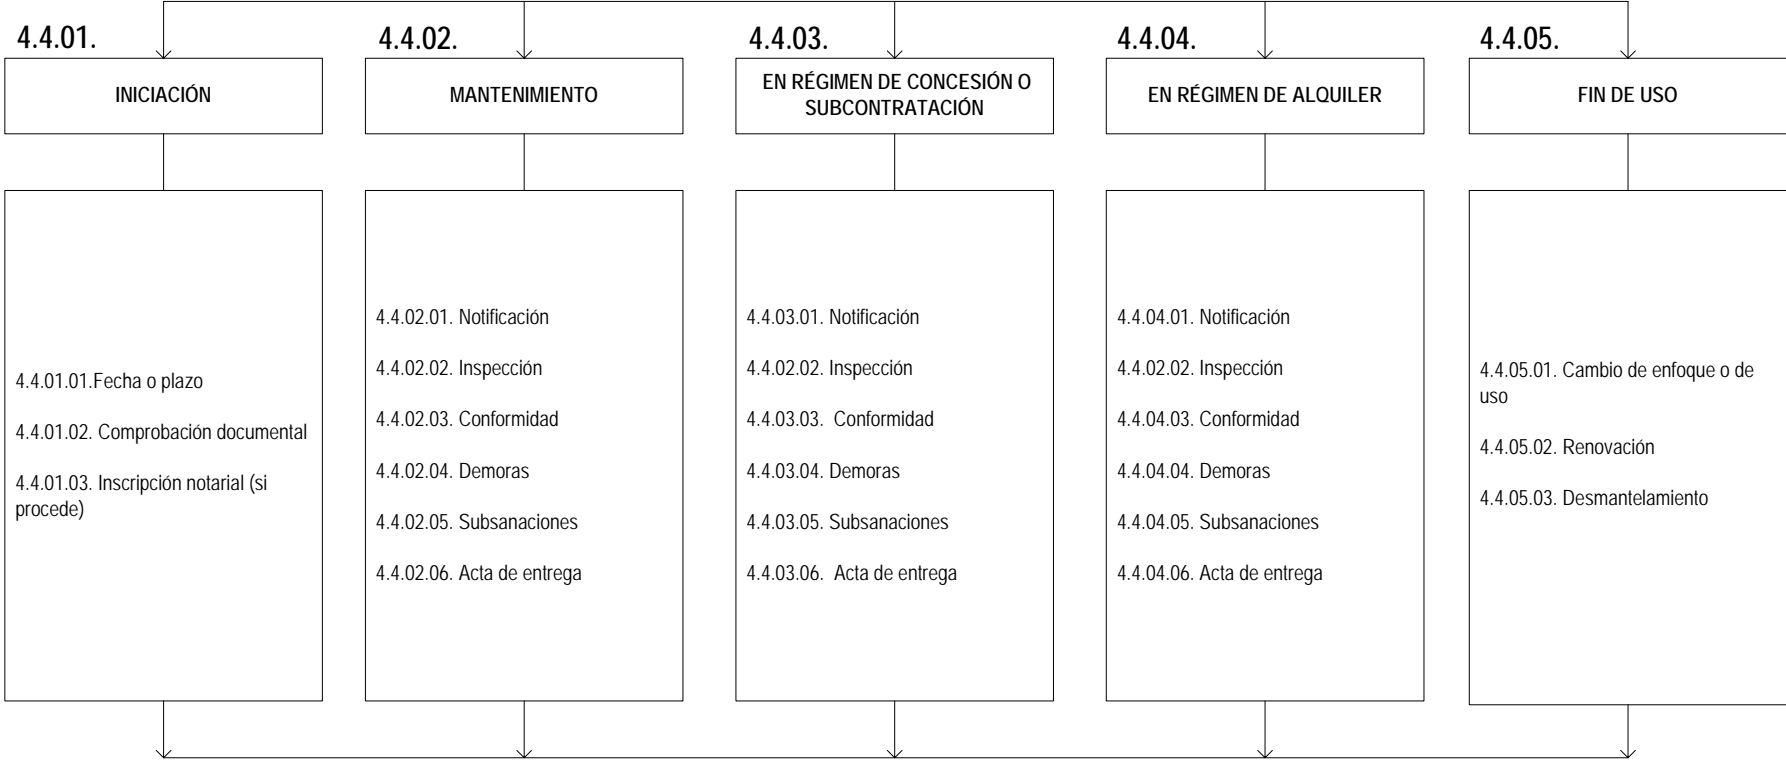 4.4.01.
INICIACIÓN
4.4.01.01.Fecha o plazo
4.4.01.02. Comprobación documental
4.4.01.03. Inscripción notarial (si
procede)
4.4.02.
MANTENIMIENTO
4.4.02.01. Notificación
4.4.02.02. Inspección
4.4.02.03. Conformidad
4.4.02.04. Demoras
4.4.02.05. Subsanaciones
4.4.02.06. Acta de entrega
4.4.03.
EN RÉGIMEN DE CONCESIÓN O
SUBCONTRATACIÓN
4.4.03.01. Notificación
4.4.02.02. Inspección
4.4.03.03.  Conformidad
4.4.03.04. Demoras
4.4.03.05. Subsanaciones
4.4.03.06.  Acta de entrega
4.4.04.
EN RÉGIMEN DE ALQUILER
4.4.04.01. Notificación
4.4.02.02. Inspección
4.4.04.03. Conformidad
4.4.04.04. Demoras
4.4.04.05. Subsanaciones
4.4.04.06. Acta de entrega
4.4.05.
FIN DE USO
4.4.05.01. Cambio de enfoque o de
uso
4.4.05.02. Renovación
4.4.05.03. Desmantelamiento